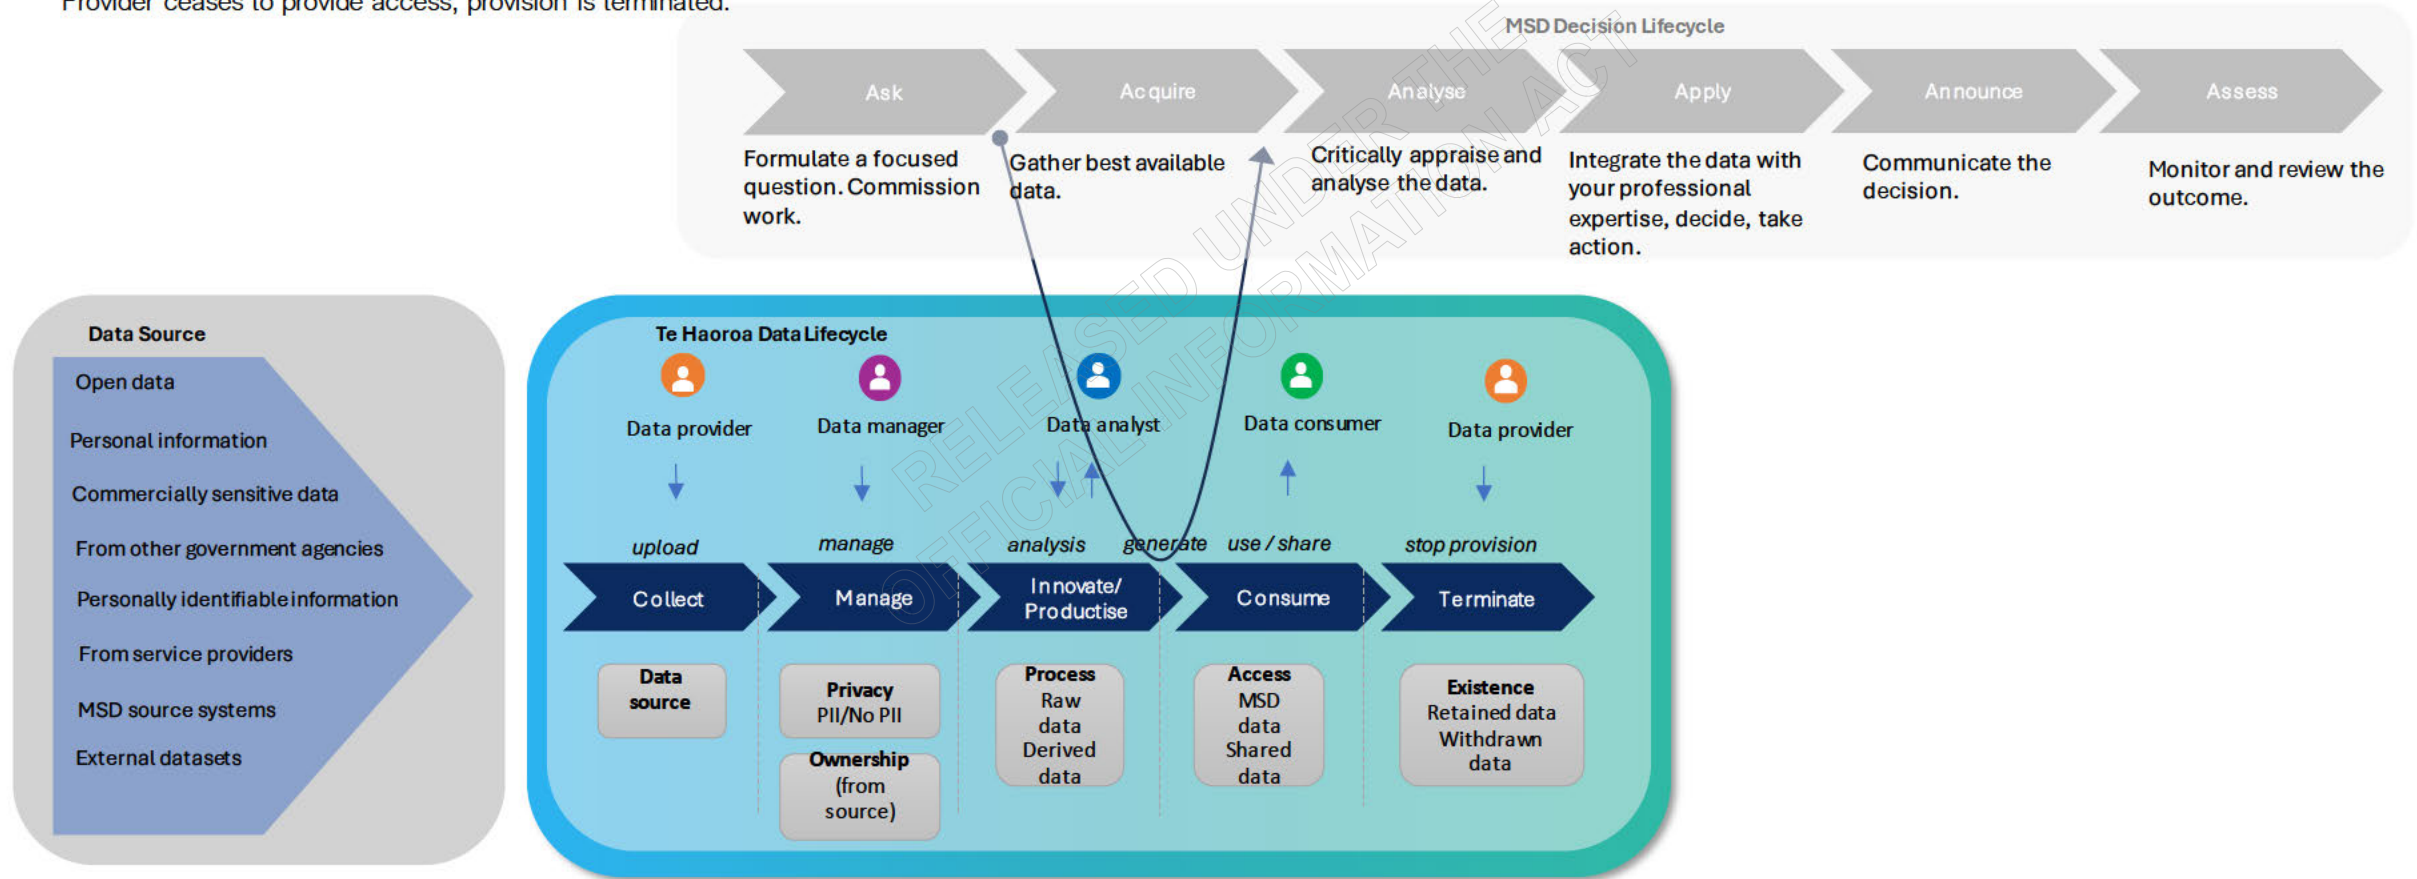 Provider ceases to provide access, provision is terminated.
MSD Decision Lifecycle
Ask
Acquire
Analyse
Apply
Announce
Assess
Formulate a focused
question. Commission
work.
Gather best available
data.
Critically appraise and
analyse the data.
Integrate the data with
your professional
expertise, decide, take
action.
Communicate the
decision.
Monitor and review the
outcome.
RELEASED UNDER THE
OFFICIAL INFORMATION ACT
Data Source
Open data
Personal information
Commercially sensitive data
From other government agencies
Personally identifiable information
From service providers
MSD source systems
External datasets
Te Haoroa Data Lifecycle
Data provider
Data manager
Data analyst
Data consumer
Data provider
upload
manage
analysis
generate
use / share
stop provision
Collect
Manage
Innovate/
Productise
Consume
Terminate
Data
source
Privacy
PII/No PII
Ownership
(from
source)
Process
Raw
data
Derived
data
Access
MSD
data
Shared
data
Existence
Retained data
Withdrawn
data